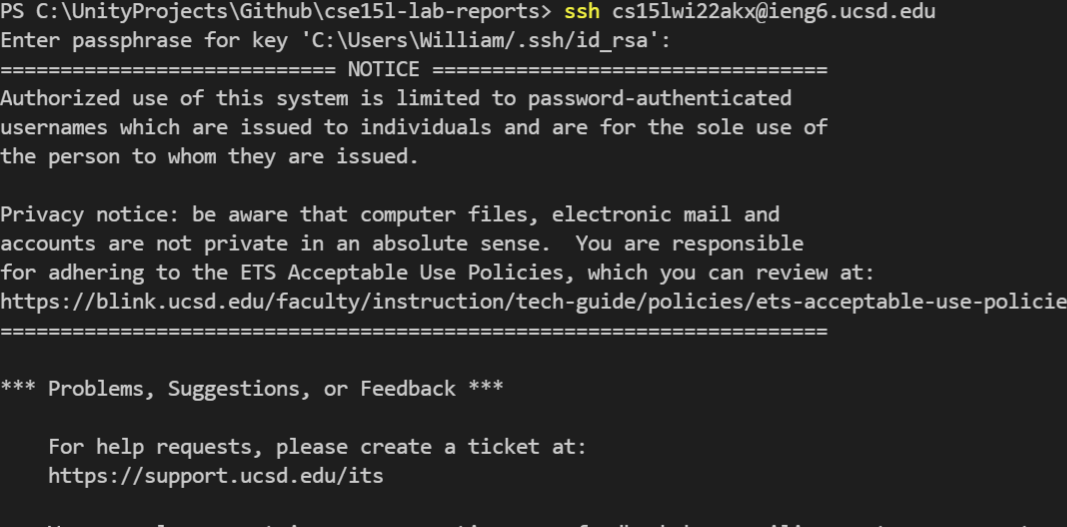 PS C:\UnityProjects\Github\cse15l-lab-reports> ssh cs15lwi22akx@ieng6.ucsd.edu
Enter passphrase for key 'C:\Users\William/.ssh/id_rsa':
============================ NOTICE =================================
Authorized use of this system is limited to password-authenticated
usernames which are issued to individuals and are for the sole use of
the person to whom they are issued.
Privacy notice: be aware that computer files, electronic mail and
accounts are not private in an absolute sense.  You are responsible
for adhering to the ETS Acceptable Use Policies, which you can review at:
https://blink.ucsd.edu/faculty/instruction/tech-guide/policies/ets-acceptable-use-policie
=====================================================================
*** Problems, Suggestions, or Feedback ***
For help requests, please create a ticket at:
https://support.ucsd.edu/its